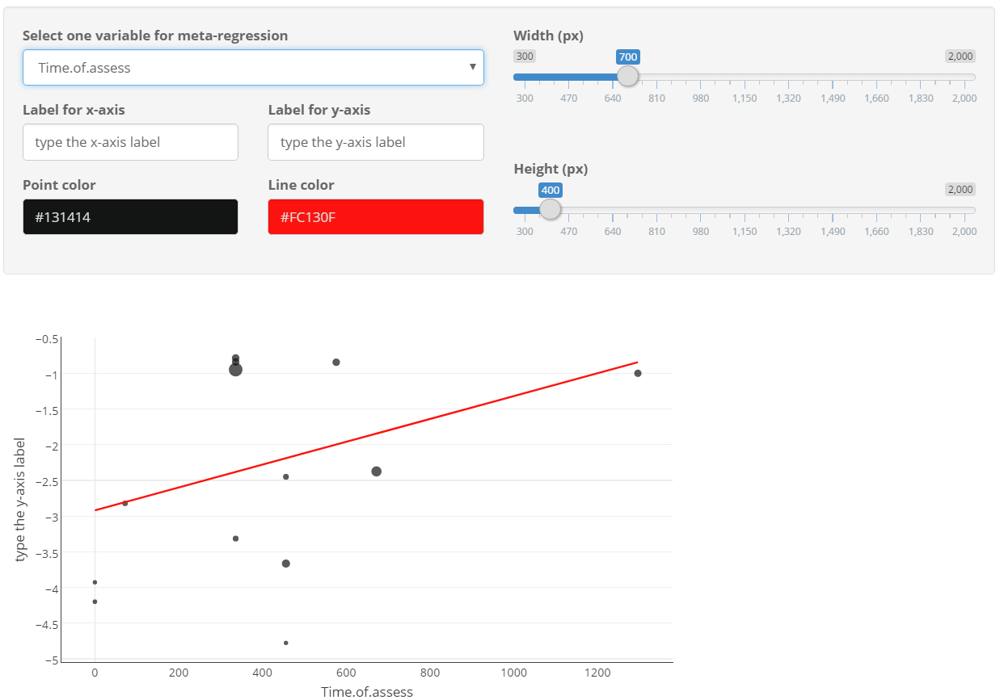 Select one variable for meta-regression
Time.of.assess
Label for x-axis
Label for y-axis
type the x-axis label
type the y-axis label
Point color
Line color
#131414
#FC130F
Width (px)
300
700
2,000
300 470 640 810 980 1,150 1,320 1,490 1,660 1,830 2,000
Height (px)
400
2,000
300 470 640 810 980 1,150 1,320 1,490 1,660 1,830 2,000
−0.5
−1
−1.5
−2
−2.5
−3
−3.5
−4
−4.5
−5
type the y-axis label
0 200 400 600 800 1000 1200
Time.of.assess